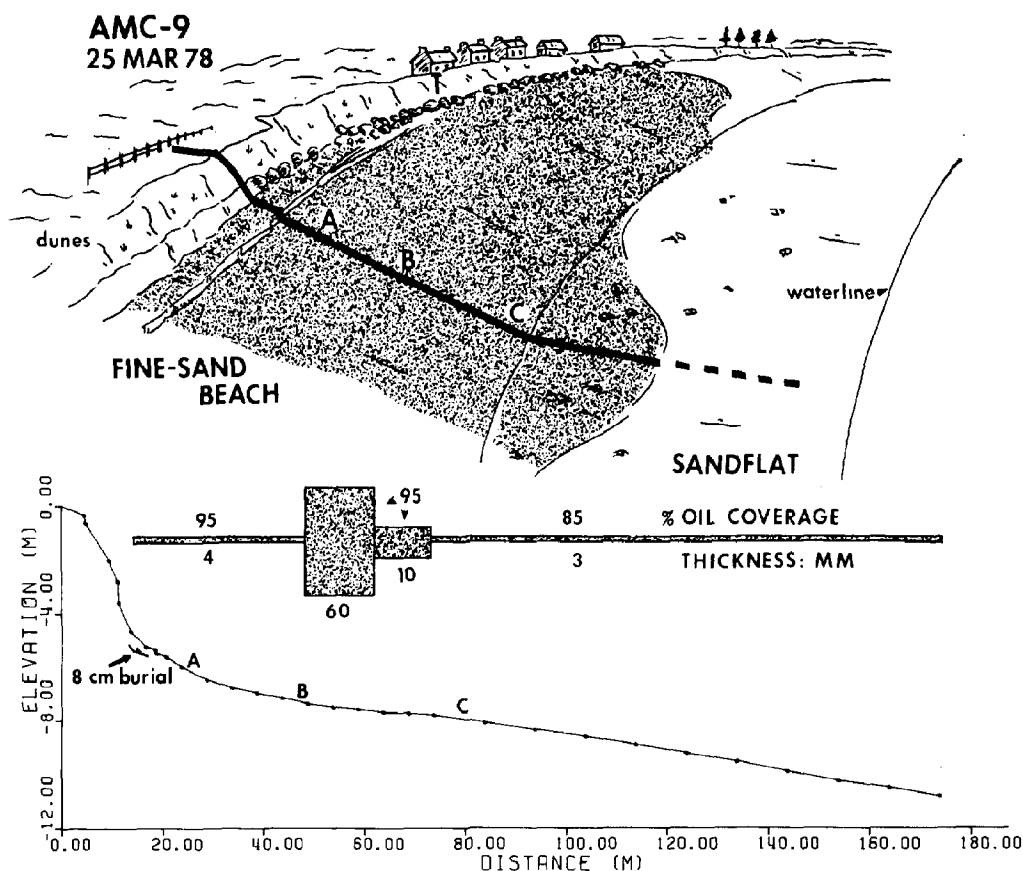 AMC-9
25 MAR 78
T
A
dunes
B
waterline
C
FINE-SAND
BEACH
SANDFLAT
95
95
85
% OIL COVERAGE
4
60
10
3
THICKNESS: MM
ELEVATION (M)
0.00
-4.00
-8.00
-12.00
8 cm burial
A
B
C
0.00 20.00 40.00 60.00 80.00 100.00 120.00 140.00 160.00 180.00
DISTANCE (M)